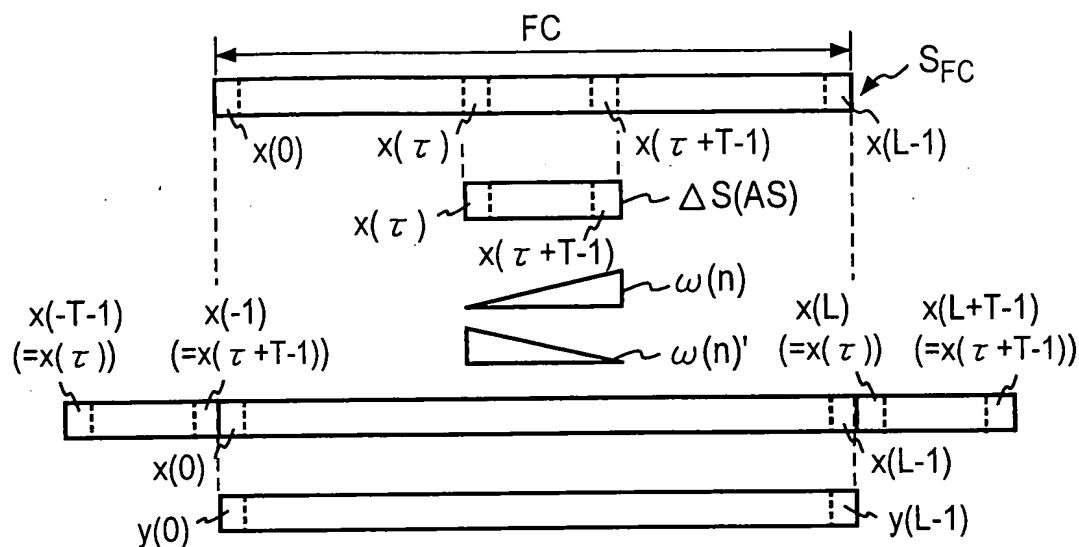 FC
S_FC
x(0)
x(τ)
x(τ+T-1)
x(L-1)
x(τ)
ΔS(AS)
x(τ+T-1)
ω(n)
ω(n)'
x(-T-1)
(=x(τ))
x(-1)
(=x(τ+T-1))
x(L)
(=x(τ))
x(L+T-1)
(=x(τ+T-1))
x(0)
x(L-1)
y(0)
y(L-1)